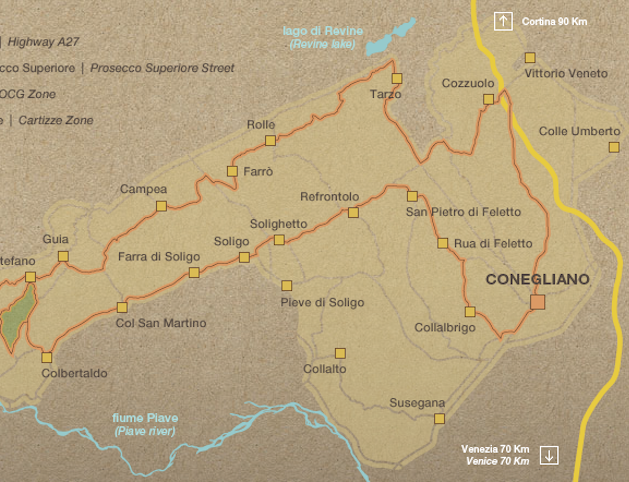 lago di Revine
(Revine lake)
Cortina 90 Km
| Highway A27
cco Superiore | Prosecco Superiore Street
OCG Zone
e | Cartizze Zone
Tarzo
Cozzuolo
Vittorio Veneto
Colle Umberto
Rolle
Farrò
Campea
Refrontolo
San Pietro di Feletto
Solighetto
Guia
Farra di Soligo
Soligo
Rua di Feletto
tefano
CONEGLIANO
Pieve di Soligo
Col San Martino
Collalbrigo
Colbertaldo
Collalto
Susegana
fiume Piave
(Piave river)
Venezia 70 Km
Venice 70 Km